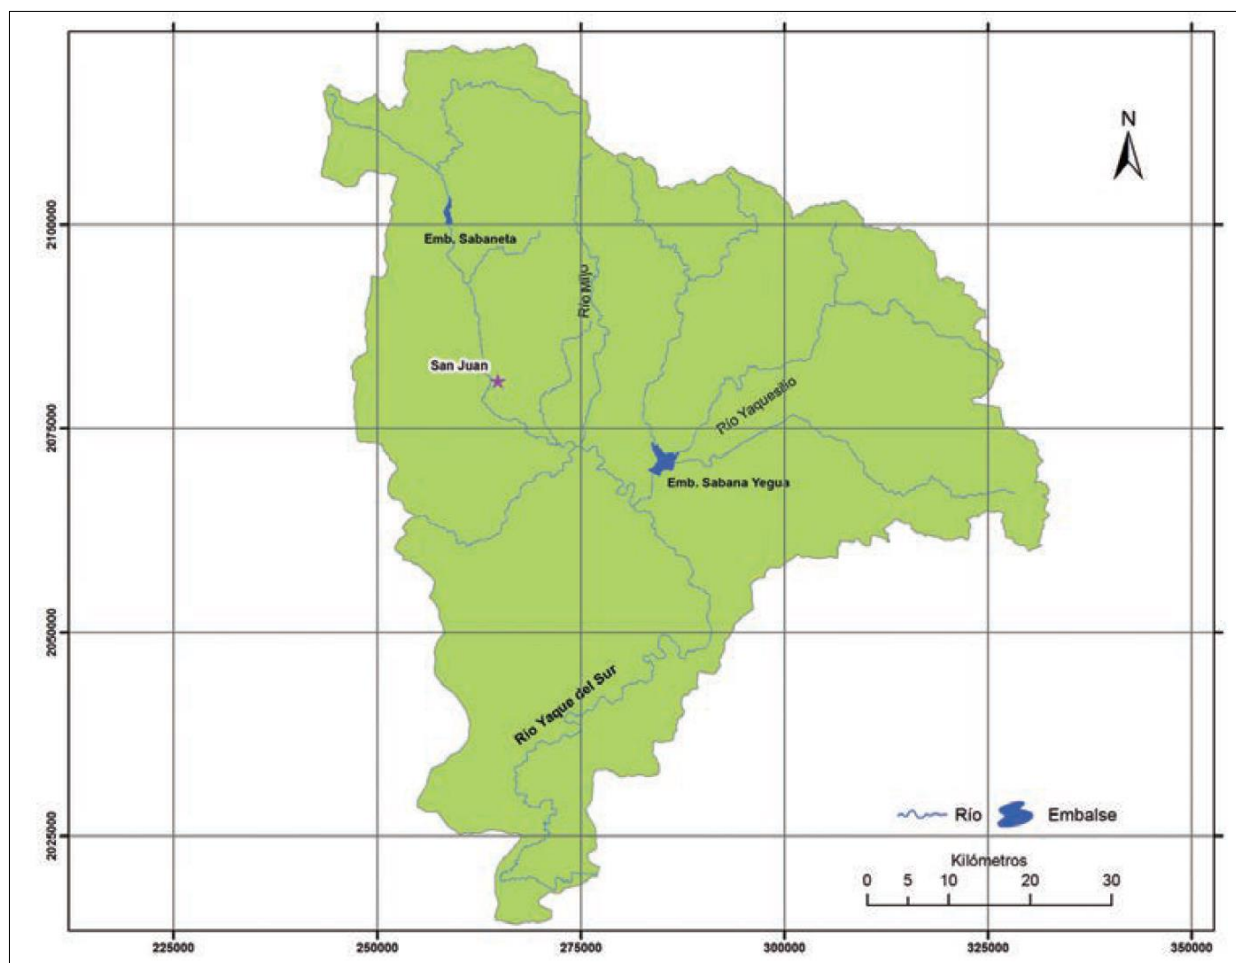 N
2100000
2075000
2050000
2025000
Emb. Sabaneta
Río Mijo
San Juan
Río Yaquesillo
Emb. Sabana Yegua
Río Yaque del Sur
Río
Embalse
Kilómetros
0 5 10 20 30
225000 250000 275000 300000 325000 350000